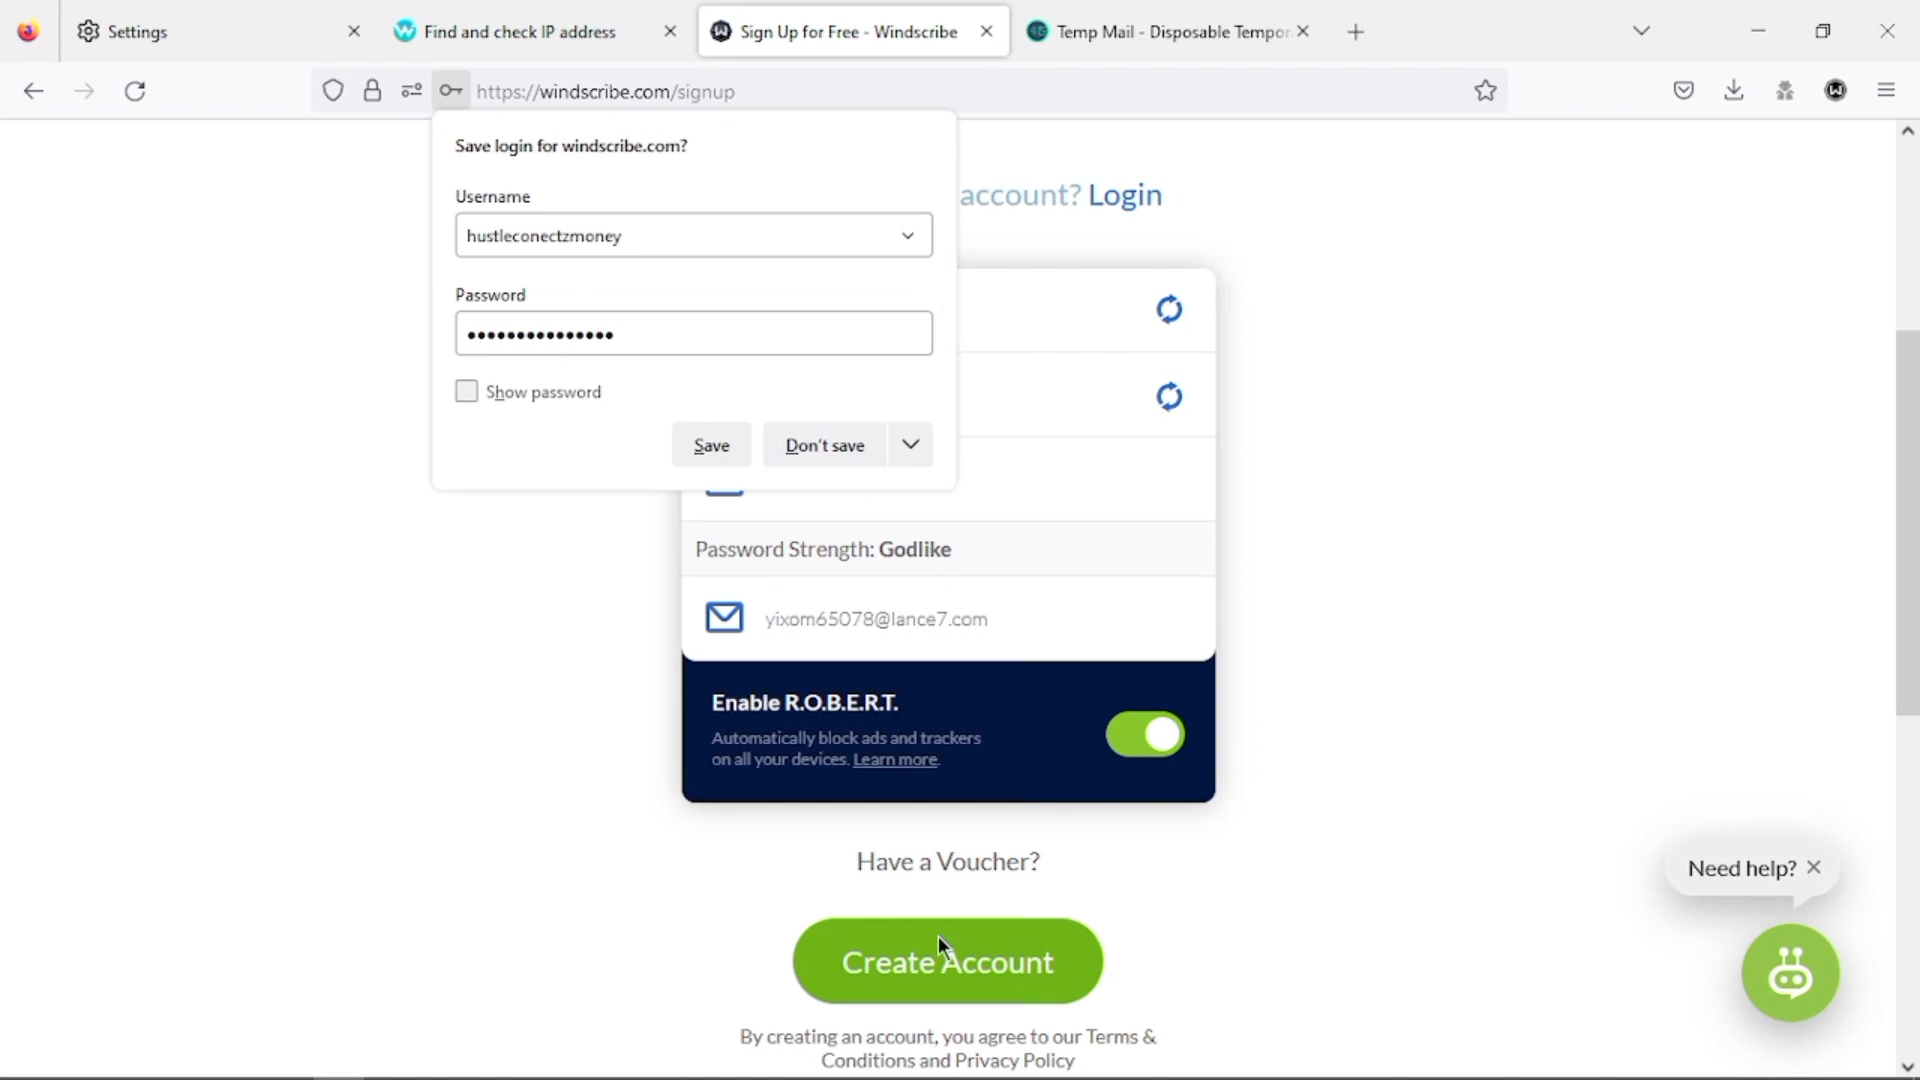 Settings
Find and check IP address
Sign Up for Free - Windscribe
Temp Mail - Disposable Tempor
https://windscribe.com/signup
Save login for windscribe.com?
Username
hustleconectzmoney
Password
•••••••••••••••
Show password
Save
Don't save
account? Login
Password Strength: Godlike
yixom65078@lance7.com
Enable R.O.B.E.R.T.
Automatically block ads and trackers
on all your devices. Learn more.
Have a Voucher?
Need help?
Create Account
By creating an account, you agree to our Terms &
Conditions and Privacy Policy